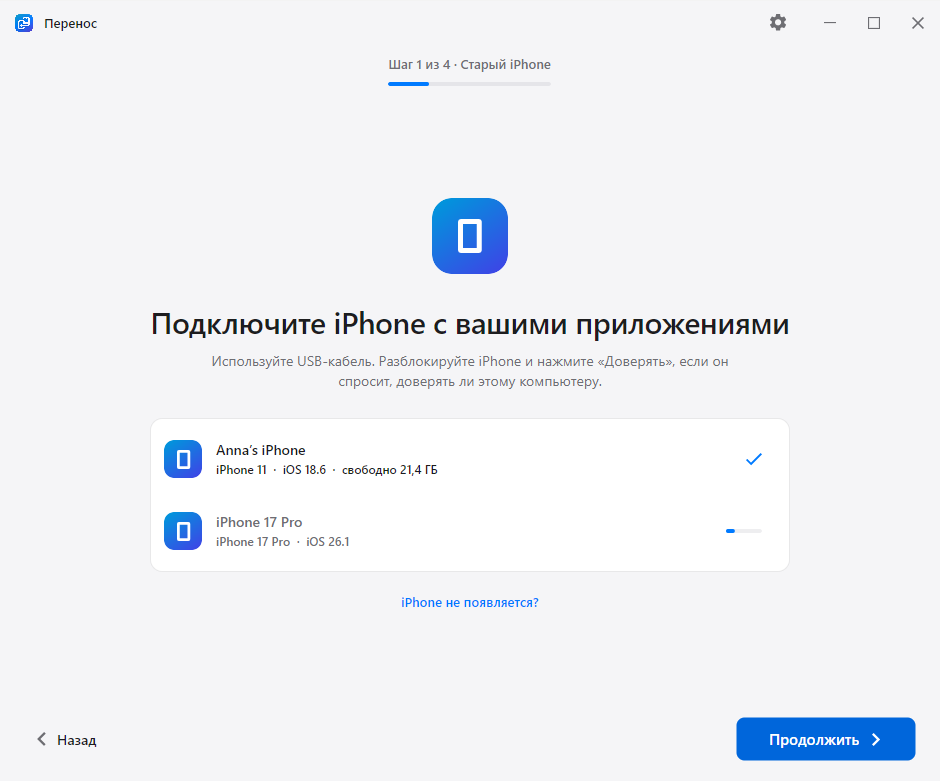 Перенос
Шаг 1 из 4 · Старый iPhone
Подключите iPhone с вашими приложениями
Используйте USB-кабель. Разблокируйте iPhone и нажмите «Доверять», если он
спросит, доверять ли этому компьютеру.
Anna’s iPhone
iPhone 11 · iOS 18.6 · свободно 21,4 ГБ
iPhone 17 Pro
iPhone 17 Pro · iOS 26.1
iPhone не появляется?
Назад
Продолжить